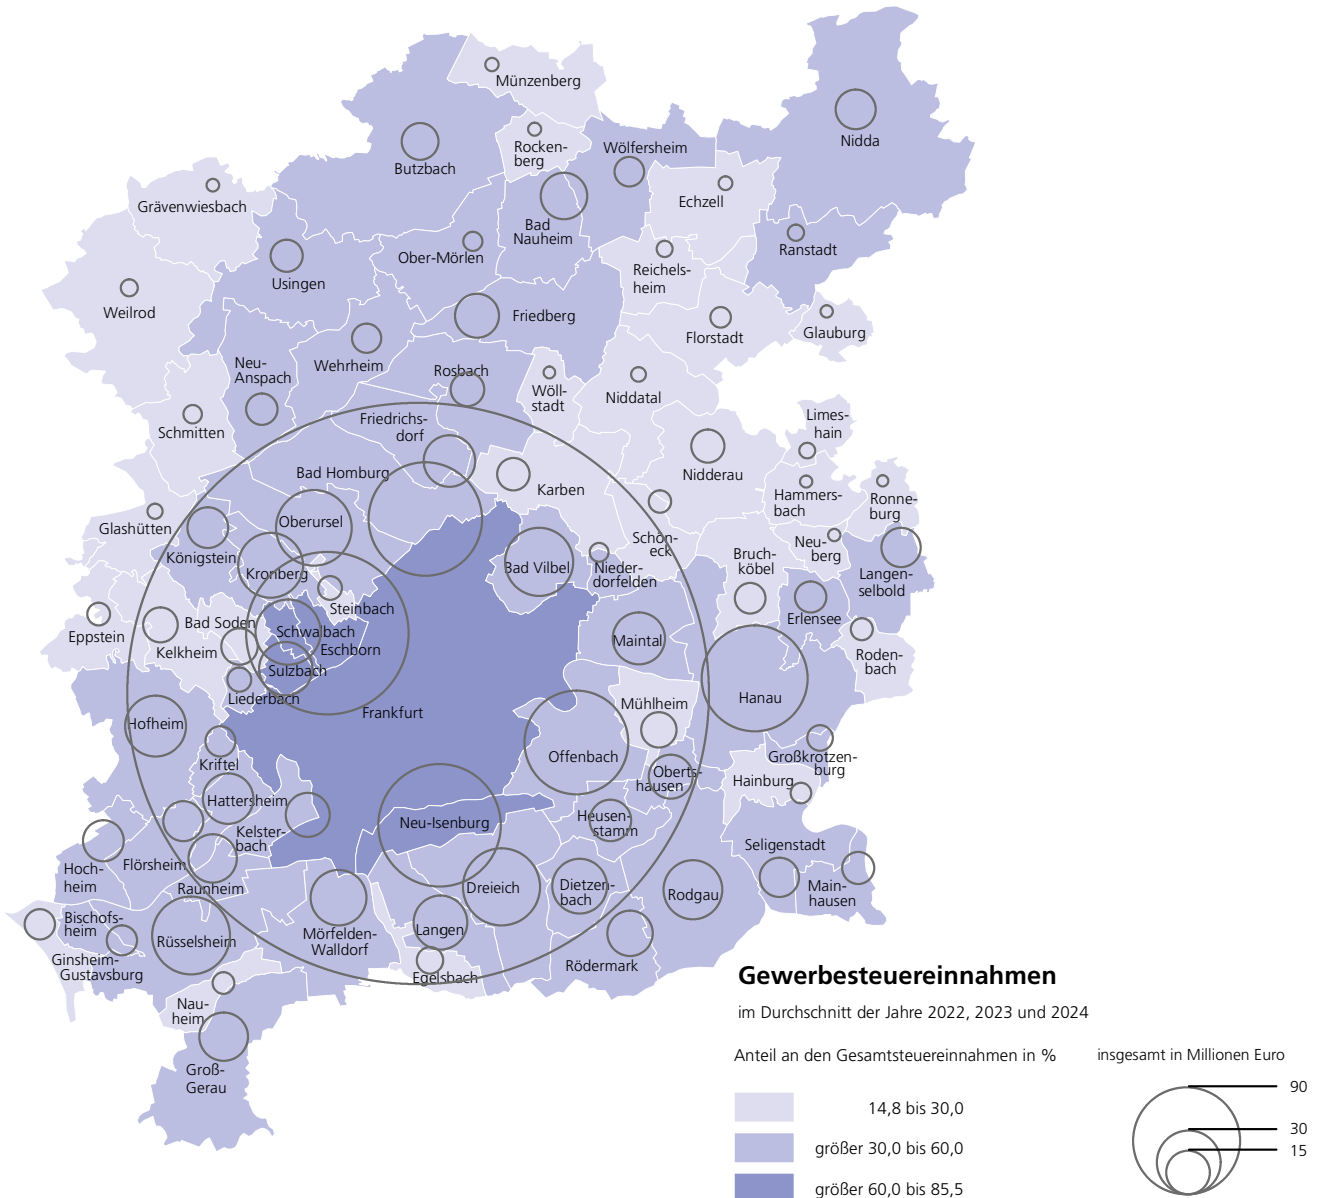 Münzenberg
Nidda
Rocken-
berg
Wölfersheim
Butzbach
Echzell
Grävenwiesbach
Bad
Nauheim
Ranstadt
Ober-Mörlen
Reichels-
heim
Usingen
Weilrod
Friedberg
Florstadt
Glauburg
Neu-
Anspach
Wehrheim
Rosbach
Wöll-
stadt
Niddatal
Schmitten
Friedrichs-
dorf
Limes-
hain
Bad Homburg
Nidderau
Karben
Hammers-
bach
Ronne-
burg
Glashütten
Oberursel
Schön-
eck
Neu-
berg
Königstein
Bruch-
köbel
Kronberg
Bad Vilbel
Nieder-
dorfelden
Langen-
selbold
Steinbach
Erlensee
Eppstein
Bad Soden
Schwalbach
Maintal
Kelkheim
Eschborn
Roden-
bach
Sulzbach
Liederbach
Hanau
Mühlheim
Frankfurt
Hofheim
Offenbach
Großkrotzen-
burg
Kriftel
Oberts-
hausen
Hainburg
Hattersheim
Heusen-
stamm
Neu-Isenburg
Kelster-
bach
Seligenstadt
Hoch-
heim
Flörsheim
Raunheim
Dreieich
Dietzen-
bach
Rodgau
Main-
hausen
Bischofs-
heim
Rüsselsheim
Mörfelden-
Walldorf
Langen
Ginsheim-
Gustavsburg
Rödermark
Egelsbach
Nau-
heim
Groß-
Gerau
Gewerbesteuereinnahmen
im Durchschnitt der Jahre 2022, 2023 und 2024
Anteil an den Gesamtsteuereinnahmen in %
14,8 bis 30,0
größer 30,0 bis 60,0
größer 60,0 bis 85,5
insgesamt in Millionen Euro
90
30
15